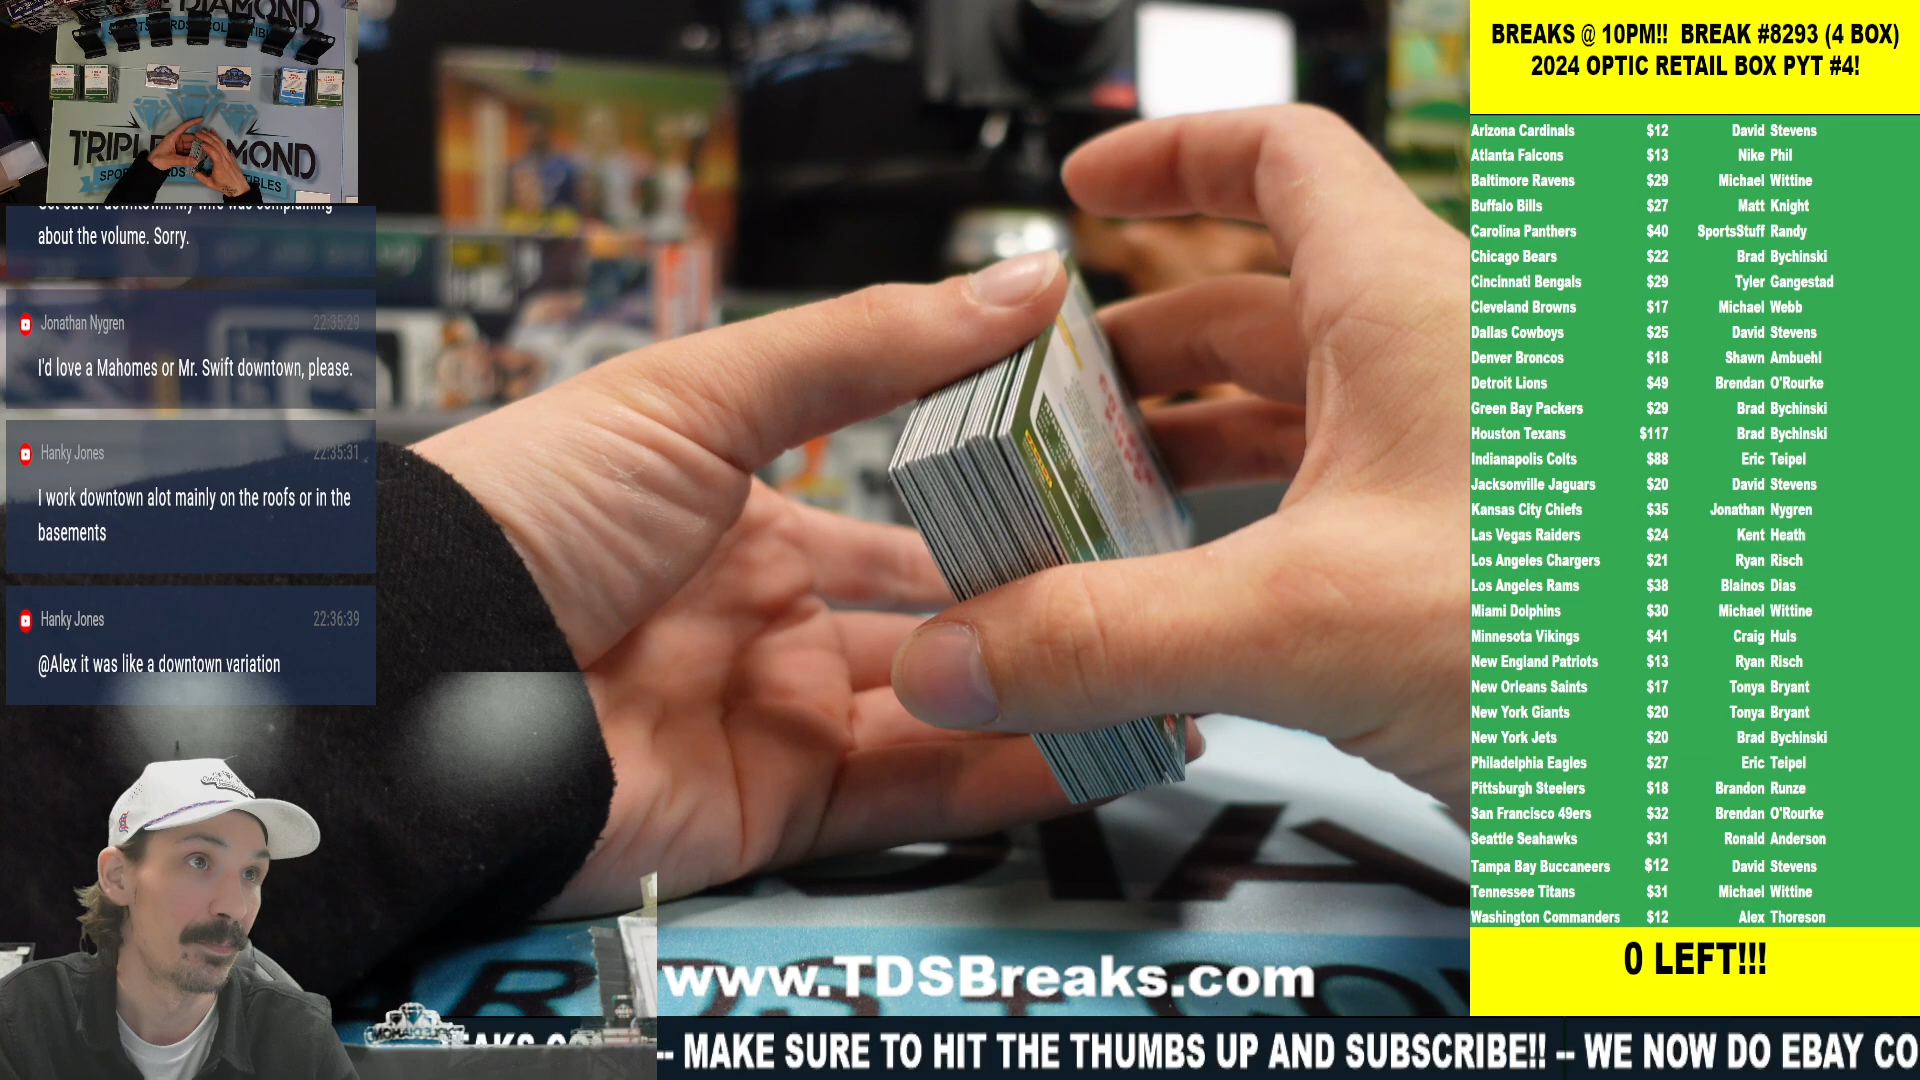 BREAKS @ 10PM!! BREAK #8293 (4 BOX)
2024 OPTIC RETAIL BOX PYT #4!
Arizona Cardinals $12 David Stevens
Atlanta Falcons $13 Nike Phil
Baltimore Ravens $29 Michael Wittine
Buffalo Bills $27 Matt Knight
Carolina Panthers $40 SportsStuff Randy
Chicago Bears $22 Brad Bychinski
Cincinnati Bengals $29 Tyler Gangestad
Cleveland Browns $17 Michael Webb
Dallas Cowboys $25 David Stevens
Denver Broncos $18 Shawn Ambuehl
Detroit Lions $49 Brendan O'Rourke
Green Bay Packers $29 Brad Bychinski
Houston Texans $117 Brad Bychinski
Indianapolis Colts $88 Eric Teipel
Jacksonville Jaguars $20 David Stevens
Kansas City Chiefs $35 Jonathan Nygren
Las Vegas Raiders $24 Kent Heath
Los Angeles Chargers $21 Ryan Risch
Los Angeles Rams $38 Blainos Dias
Miami Dolphins $30 Michael Wittine
Minnesota Vikings $41 Craig Huls
New England Patriots $13 Ryan Risch
New Orleans Saints $17 Tonya Bryant
New York Giants $20 Tonya Bryant
New York Jets $20 Brad Bychinski
Philadelphia Eagles $27 Eric Teipel
Pittsburgh Steelers $18 Brandon Runze
San Francisco 49ers $32 Brendan O'Rourke
Seattle Seahawks $31 Ronald Anderson
Tampa Bay Buccaneers $12 David Stevens
Tennessee Titans $31 Michael Wittine
Washington Commanders $12 Alex Thoreson
0 LEFT!!!
TRIPLE DIAMOND
about the volume. Sorry.
Jonathan Nygren 22:35:29
I'd love a Mahomes or Mr. Swift downtown, please.
Hanky Jones 22:35:31
I work downtown alot mainly on the roofs or in the
basements
Hanky Jones 22:36:39
@Alex it was like a downtown variation
www.TDSBreaks.com
-- MAKE SURE TO HIT THE THUMBS UP AND SUBSCRIBE!! -- WE NOW DO EBAY CO